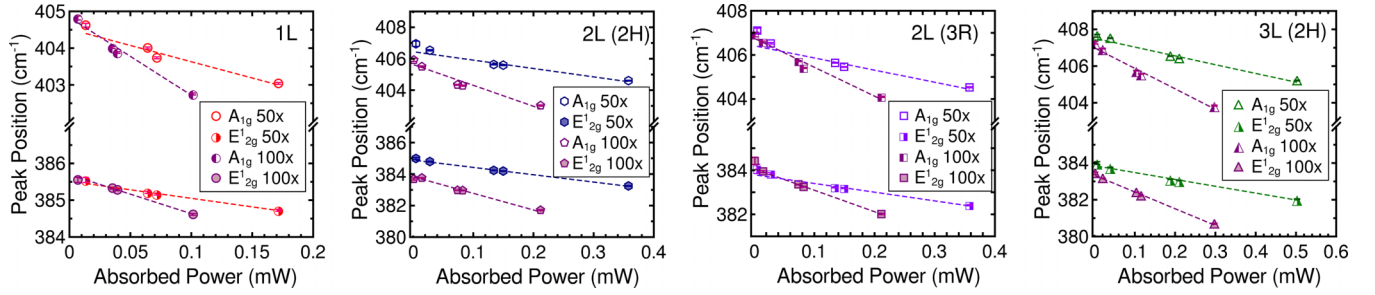 Peak Position (cm⁻¹)
405
404
403
386
385
384
0
0.05
0.1
0.15
0.2
Absorbed Power (mW)
1L
A1g 50x
E¹2g 50x
A1g 100x
E¹2g 100x
Peak Position (cm⁻¹)
408
406
404
384
382
380
0
0.1
0.2
0.3
0.4
Absorbed Power (mW)
2L (2H)
A1g 50x
E¹2g 50x
A1g 100x
E¹2g 100x
Peak Position (cm⁻¹)
408
406
404
384
382
0
0.1
0.2
0.3
0.4
Absorbed Power (mW)
2L (3R)
A1g 50x
E¹2g 50x
A1g 100x
E¹2g 100x
Peak Position (cm⁻¹)
408
406
404
384
382
380
0
0.1
0.2
0.3
0.4
0.5
0.6
Absorbed Power (mW)
3L (2H)
A1g 50x
E¹2g 50x
A1g 100x
E¹2g 100x